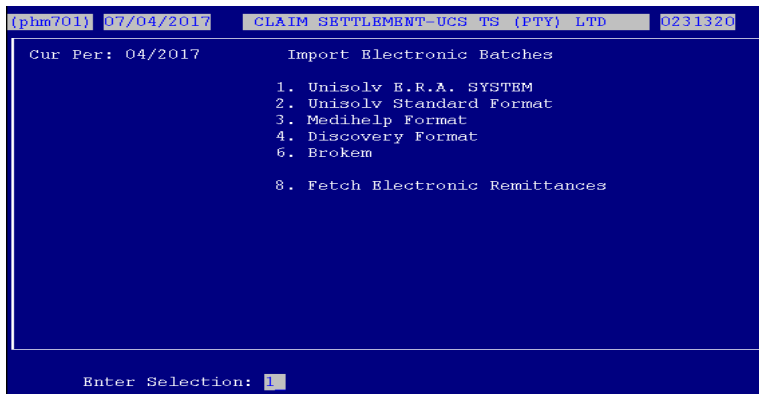 (phm701) 07/04/2017 CLAIM SETTLEMENT-UCS TS (PTY) LTD 0231320
Cur Per: 04/2017 Import Electronic Batches
1. Unisolv E.R.A. SYSTEM
2. Unisolv Standard Format
3. Medihelp Format
4. Discovery Format
6. Brokem
8. Fetch Electronic Remittances
Enter Selection: 1